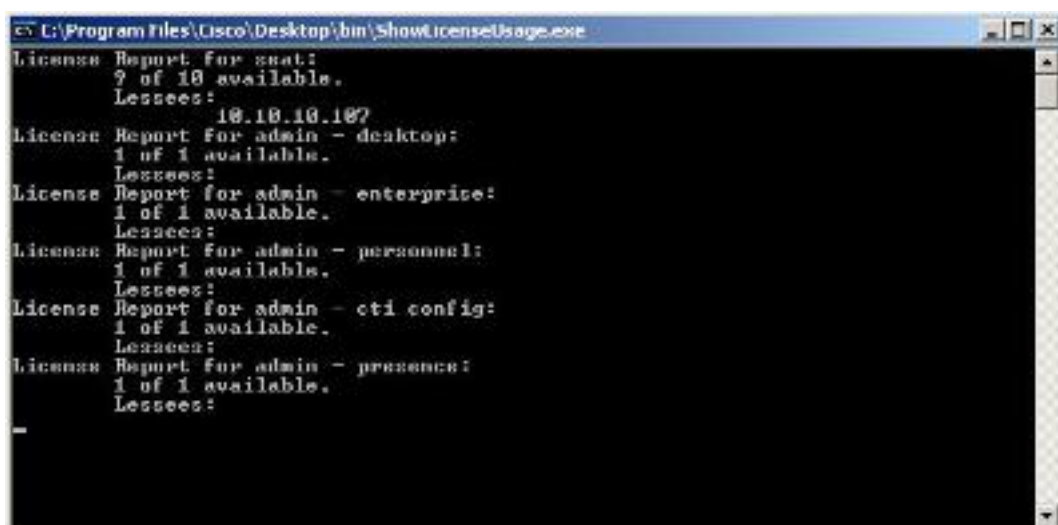 C:\Program Files\Cisco\Desktop\bin\ShowLicenseUsage.exe
License Report for seat:
9 of 10 available.
Lessees:
10.10.10.107
License Report for admin - desktop:
1 of 1 available.
Lessees:
License Report for admin - enterprise:
1 of 1 available.
Lessees:
License Report for admin - personnel:
1 of 1 available.
Lessees:
License Report for admin - cti config:
1 of 1 available.
Lessees:
License Report for admin - presence:
1 of 1 available.
Lessees: